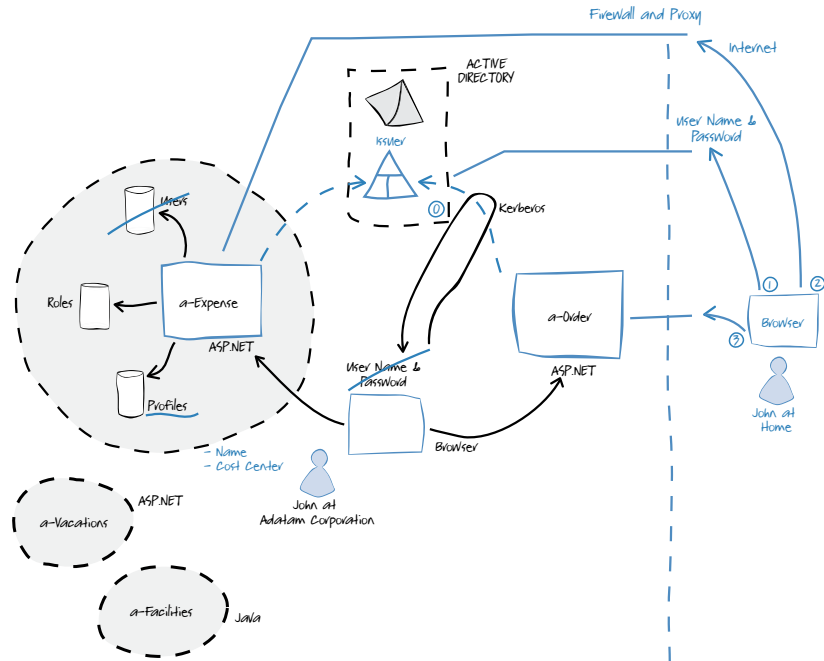 Firewall and Proxy
Internet
ACTIVE
DIRECTORY
Issuer
User Name &
Password
Users
0
Kerberos
Roles
a-Expense
ASP.NET
a-Order
ASP.NET
1
2
Browser
3
John at
Home
User Name &
Password
Profiles
Browser
- Name
- Cost Center
John at
Adatam Corporation
a-Vacations
ASP.NET
a-Facilities
Java